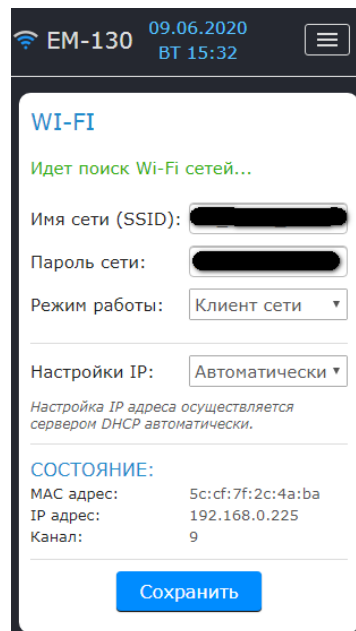 EM-130
09.06.2020
ВТ 15:32
WI-FI
Идет поиск Wi-Fi сетей...
Имя сети (SSID):
Пароль сети:
Режим работы: Клиент сети
Настройки IP: Автоматически
Настройка IP адреса осуществляется
сервером DHCP автоматически.
СОСТОЯНИЕ:
MAC адрес: 5c:cf:7f:2c:4a:ba
IP адрес: 192.168.0.225
Канал: 9
Сохранить